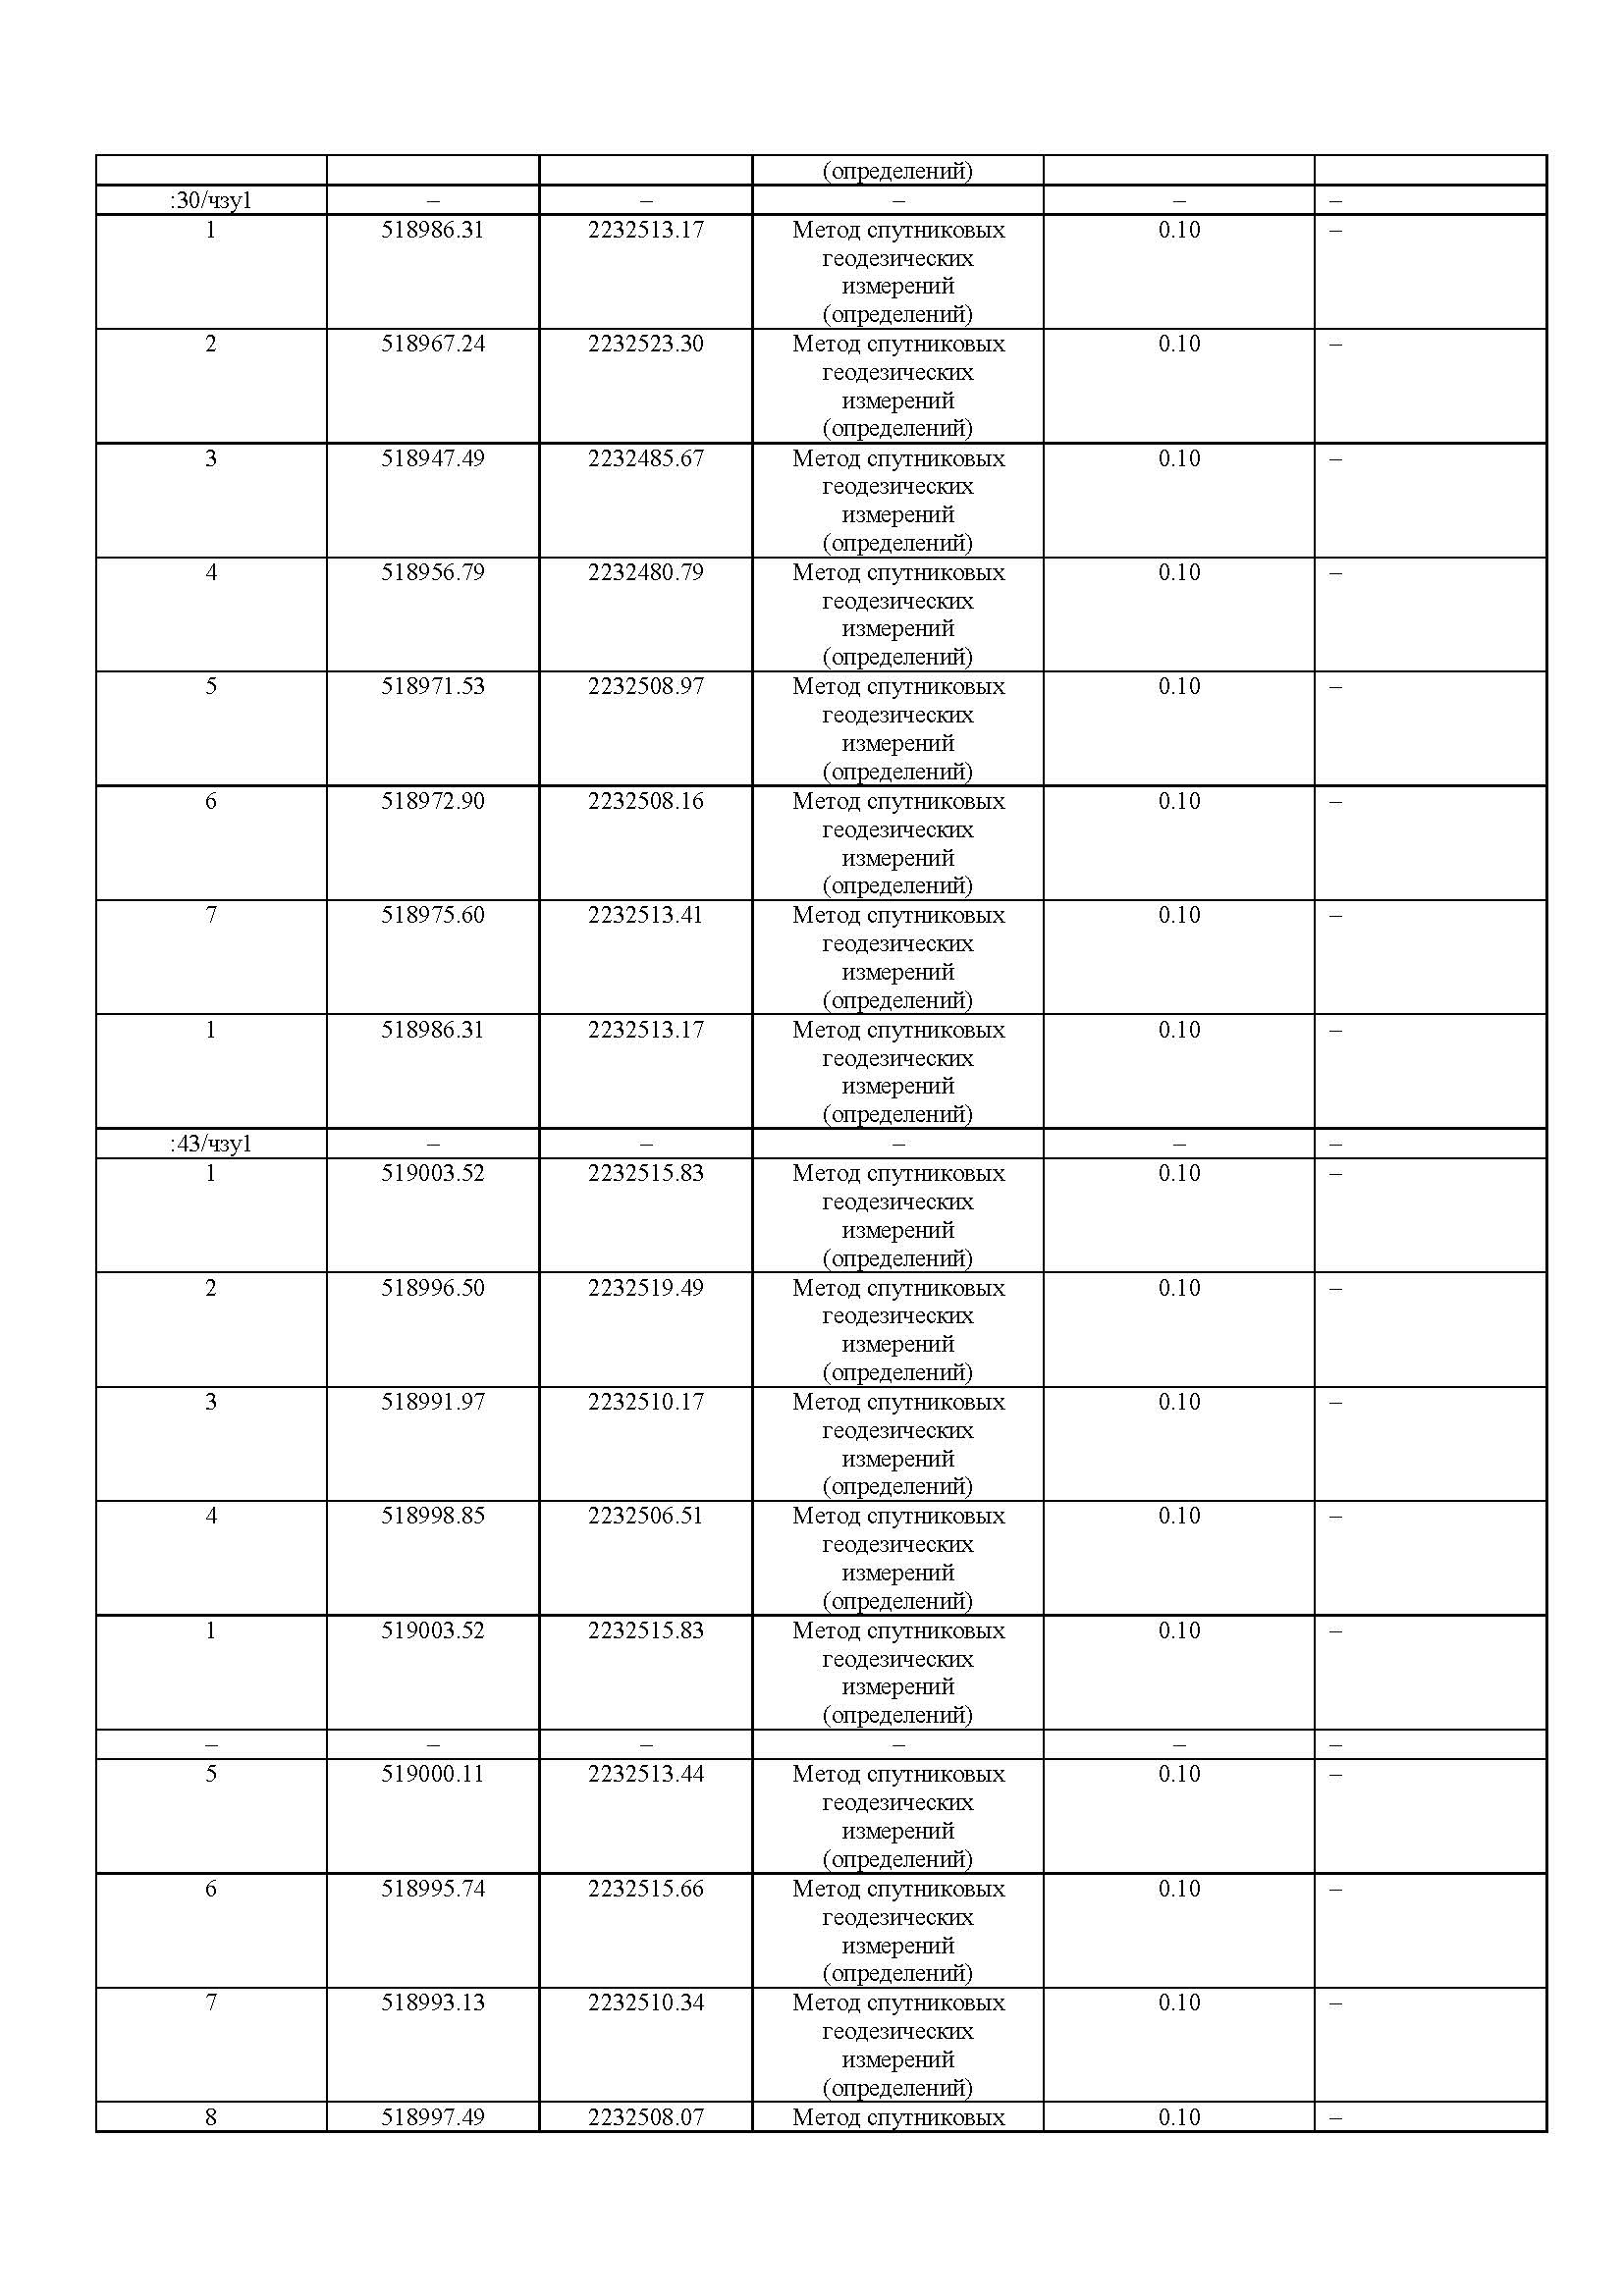 (определений)
:30/чзу1 – – – – –
1 518986.31 2232513.17 Метод спутниковых 0.10 –
геодезических
измерений
(определений)
2 518967.24 2232523.30 Метод спутниковых 0.10 –
геодезических
измерений
(определений)
3 518947.49 2232485.67 Метод спутниковых 0.10 –
геодезических
измерений
(определений)
4 518956.79 2232480.79 Метод спутниковых 0.10 –
геодезических
измерений
(определений)
5 518971.53 2232508.97 Метод спутниковых 0.10 –
геодезических
измерений
(определений)
6 518972.90 2232508.16 Метод спутниковых 0.10 –
геодезических
измерений
(определений)
7 518975.60 2232513.41 Метод спутниковых 0.10 –
геодезических
измерений
(определений)
1 518986.31 2232513.17 Метод спутниковых 0.10 –
геодезических
измерений
(определений)
:43/чзу1 – – – – –
1 519003.52 2232515.83 Метод спутниковых 0.10 –
геодезических
измерений
(определений)
2 518996.50 2232519.49 Метод спутниковых 0.10 –
геодезических
измерений
(определений)
3 518991.97 2232510.17 Метод спутниковых 0.10 –
геодезических
измерений
(определений)
4 518998.85 2232506.51 Метод спутниковых 0.10 –
геодезических
измерений
(определений)
1 519003.52 2232515.83 Метод спутниковых 0.10 –
геодезических
измерений
(определений)
– – – – – –
5 519000.11 2232513.44 Метод спутниковых 0.10 –
геодезических
измерений
(определений)
6 518995.74 2232515.66 Метод спутниковых 0.10 –
геодезических
измерений
(определений)
7 518993.13 2232510.34 Метод спутниковых 0.10 –
геодезических
измерений
(определений)
8 518997.49 2232508.07 Метод спутниковых 0.10 –